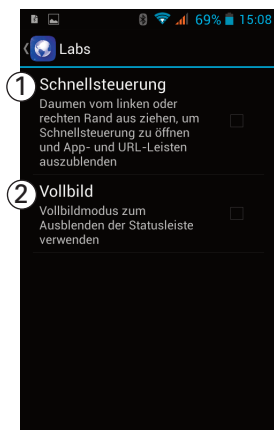 69% 15:08
Labs
1 Schnellsteuerung
Daumen vom linken oder
rechten Rand aus ziehen, um
Schnellsteuerung zu öffnen
und App- und URL-Leisten
auszublenden
2 Vollbild
Vollbildmodus zum
Ausblenden der Statusleiste
verwenden